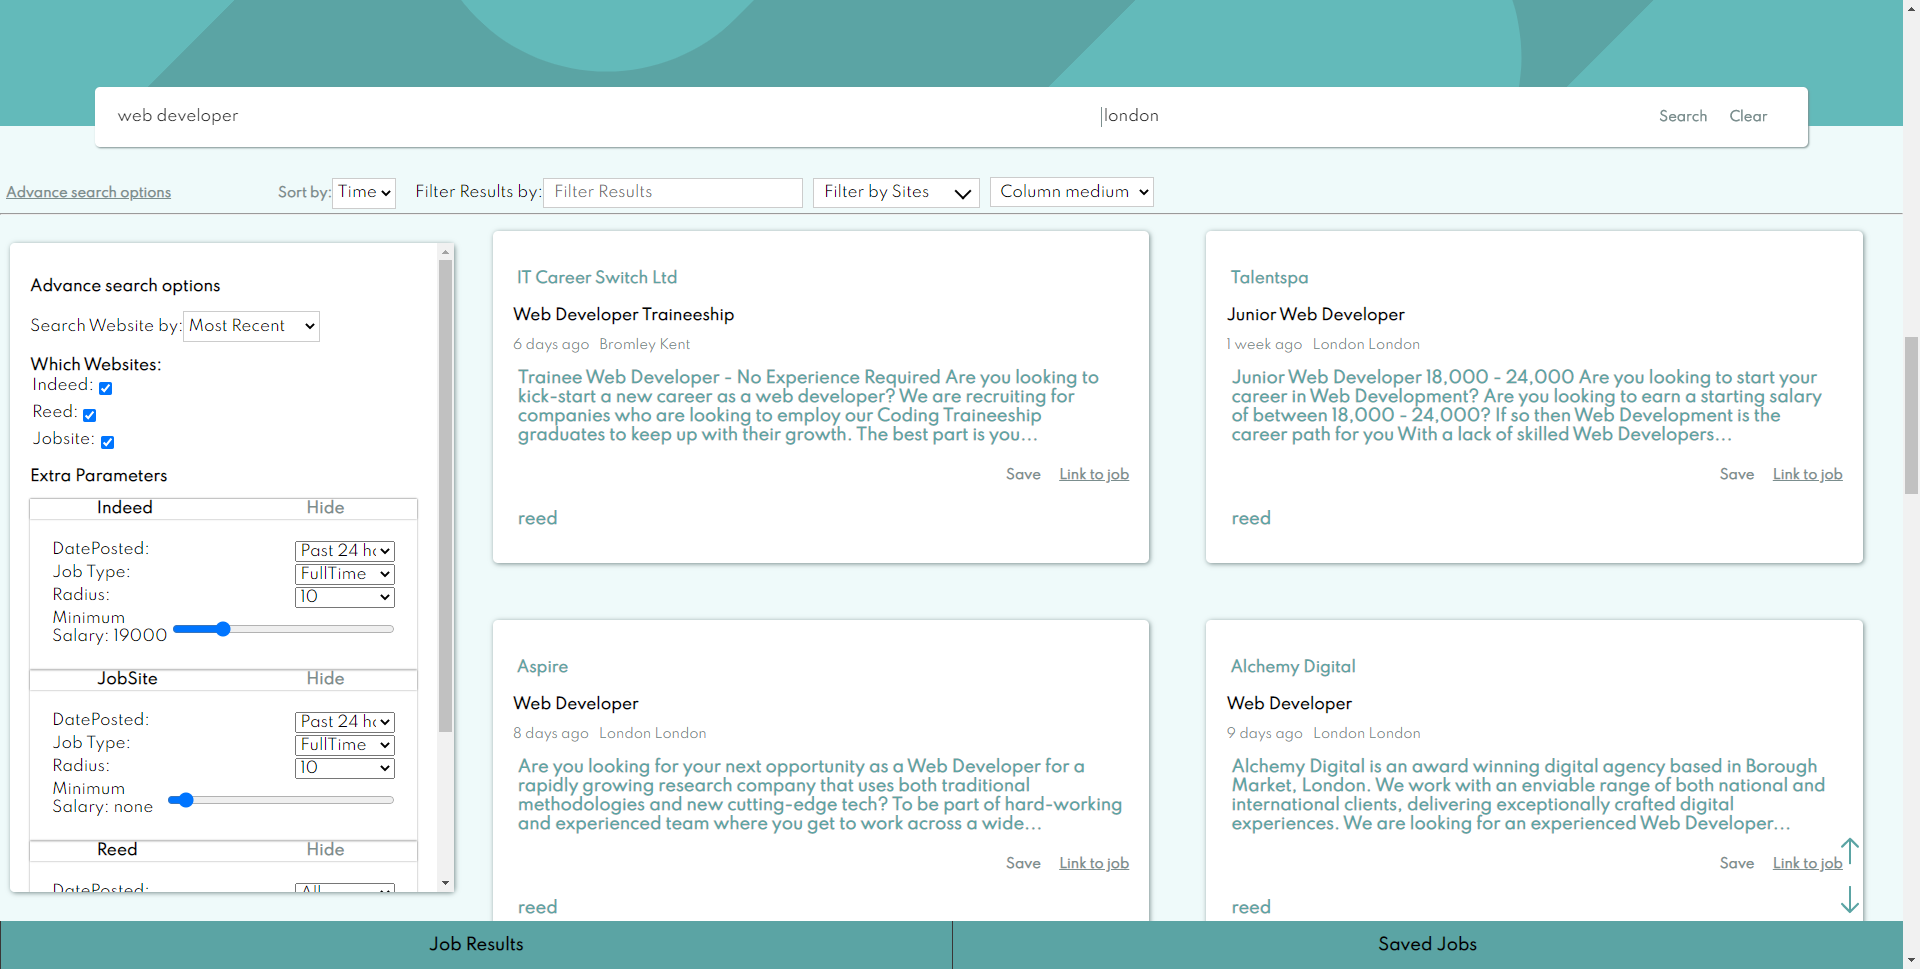 web developer
london
Search Clear
Advance search options
Sort by: Time
Filter Results by: Filter Results
Filter by Sites
Column medium
Advance search options
Search Website by: Most Recent
Which Websites:
Indeed:
Reed:
Jobsite:
Extra Parameters
Indeed Hide
DatePosted: Past 24 h
Job Type: FullTime
Radius: 10
Minimum
Salary: 19000
JobSite Hide
DatePosted: Past 24 h
Job Type: FullTime
Radius: 10
Minimum
Salary: none
Reed Hide
DatePosted: All
IT Career Switch Ltd
Web Developer Traineeship
6 days ago Bromley Kent
Trainee Web Developer - No Experience Required Are you looking to
kick-start a new career as a web developer? We are recruiting for
companies who are looking to employ our Coding Traineeship
graduates to keep up with their growth. The best part is you...
Save Link to job
reed
Talentspa
Junior Web Developer
1 week ago London London
Junior Web Developer 18,000 - 24,000 Are you looking to start your
career in Web Development? Are you looking to earn a starting salary
of between 18,000 - 24,000? If so then Web Development is the
career path for you With a lack of skilled Web Developers...
Save Link to job
reed
Aspire
Web Developer
8 days ago London London
Are you looking for your next opportunity as a Web Developer for a
rapidly growing research company that uses both traditional
methodologies and new cutting-edge tech? To be part of hard-working
and experienced team where you get to work across a wide...
Save Link to job
reed
Alchemy Digital
Web Developer
9 days ago London London
Alchemy Digital is an award winning digital agency based in Borough
Market, London. We work with an enviable range of both national and
international clients, delivering exceptionally crafted digital
experiences. We are looking for an experienced Web Developer...
Save Link to job
reed
Job Results
Saved Jobs